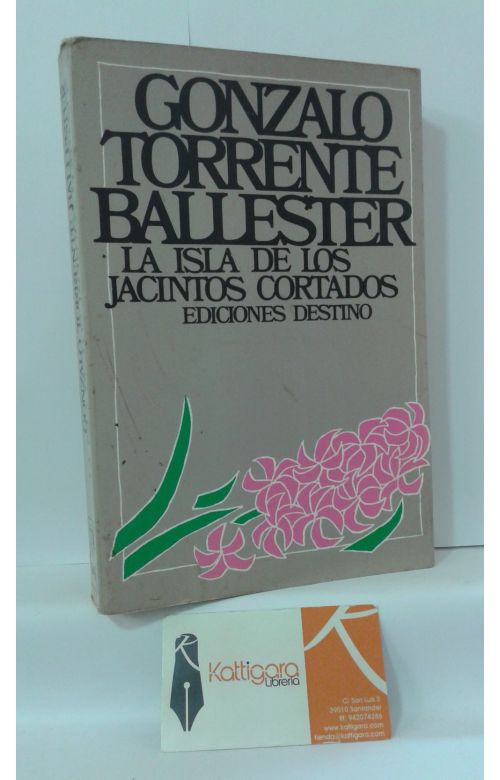 GONZALO
TORRENTE
BALLESTER
LA ISLA DE LOS
JACINTOS CORTADOS
EDICIONES DESTINO
Kattigara
Librería
C/ San Luis 5
39010 Santander
tlf: 942074286
www.kattigara.com
tienda@kattigara.com